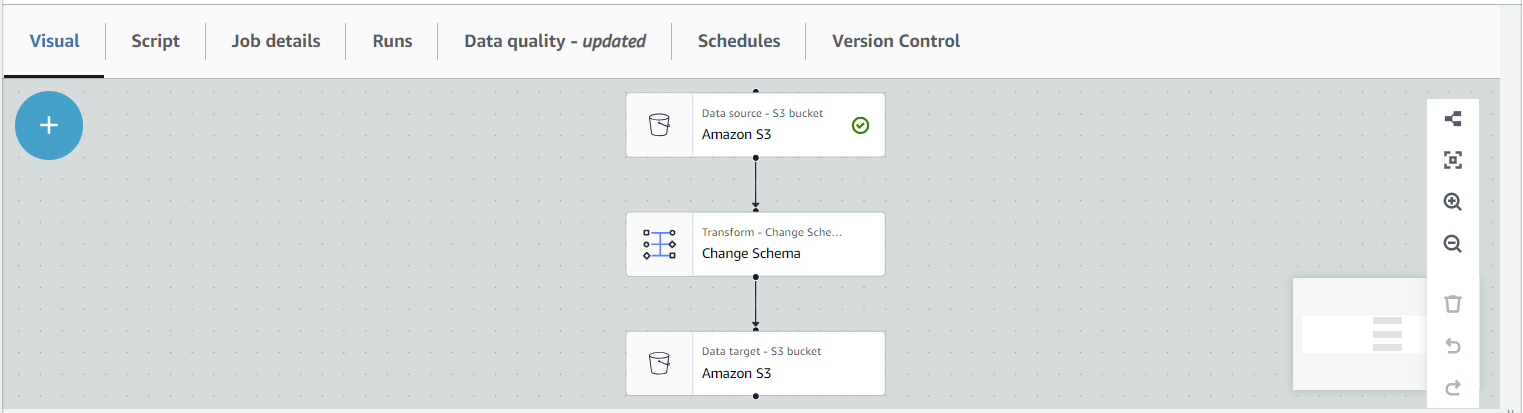 Visual
Script
Job details
Runs
Data quality - updated
Schedules
Version Control
Data source - S3 bucket
Amazon S3
Transform - Change Sche...
Change Schema
Data target - S3 bucket
Amazon S3